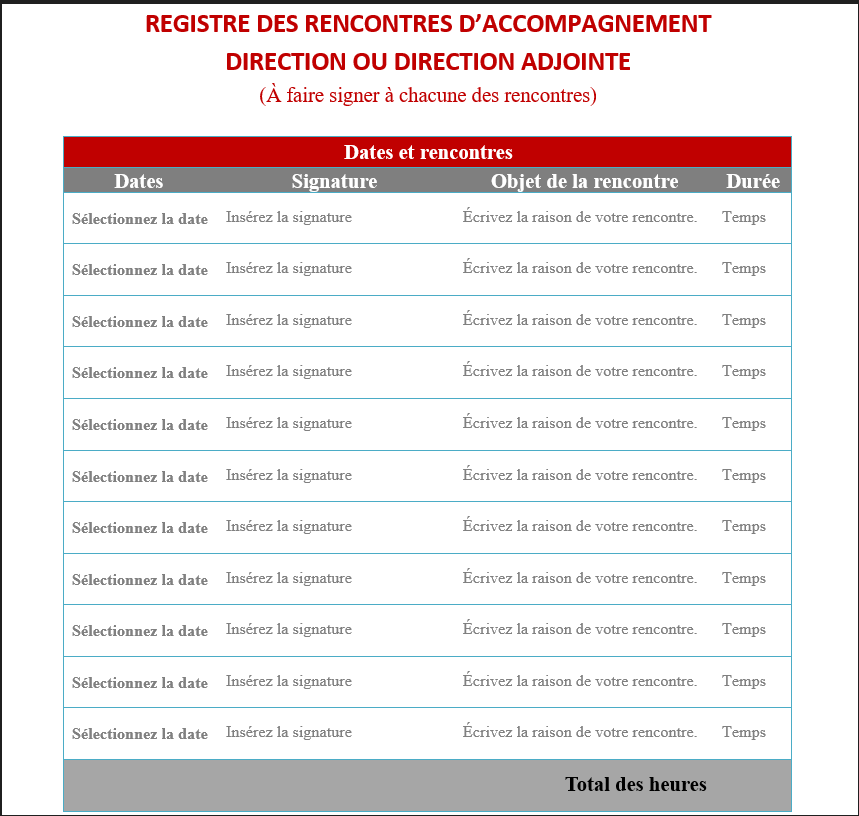 REGISTRE DES RENCONTRES D’ACCOMPAGNEMENT
DIRECTION OU DIRECTION ADJOINTE
(À faire signer à chacune des rencontres)
Dates et rencontres
Dates Signature Objet de la rencontre Durée
Sélectionnez la date Insérez la signature Écrivez la raison de votre rencontre. Temps
Sélectionnez la date Insérez la signature Écrivez la raison de votre rencontre. Temps
Sélectionnez la date Insérez la signature Écrivez la raison de votre rencontre. Temps
Sélectionnez la date Insérez la signature Écrivez la raison de votre rencontre. Temps
Sélectionnez la date Insérez la signature Écrivez la raison de votre rencontre. Temps
Sélectionnez la date Insérez la signature Écrivez la raison de votre rencontre. Temps
Sélectionnez la date Insérez la signature Écrivez la raison de votre rencontre. Temps
Sélectionnez la date Insérez la signature Écrivez la raison de votre rencontre. Temps
Sélectionnez la date Insérez la signature Écrivez la raison de votre rencontre. Temps
Sélectionnez la date Insérez la signature Écrivez la raison de votre rencontre. Temps
Sélectionnez la date Insérez la signature Écrivez la raison de votre rencontre. Temps
Total des heures